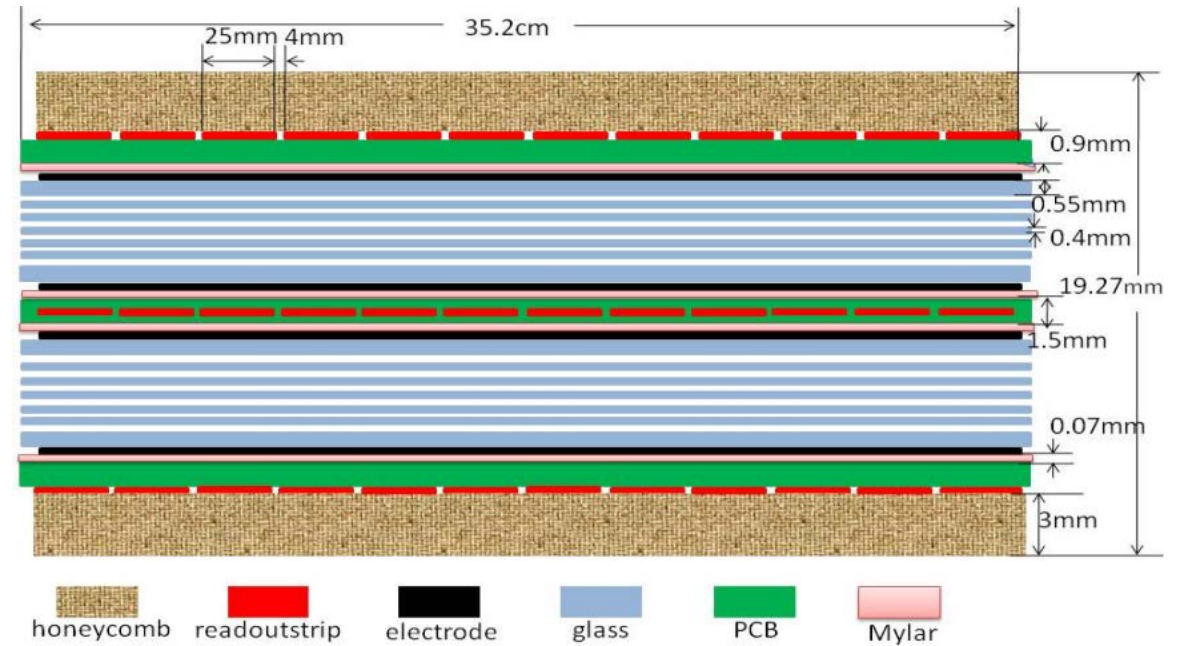 35.2cm
25mm 4mm
0.9mm
0.55mm
0.4mm
19.27mm
1.5mm
0.07mm
3mm
honeycomb readoutstrip electrode glass PCB Mylar